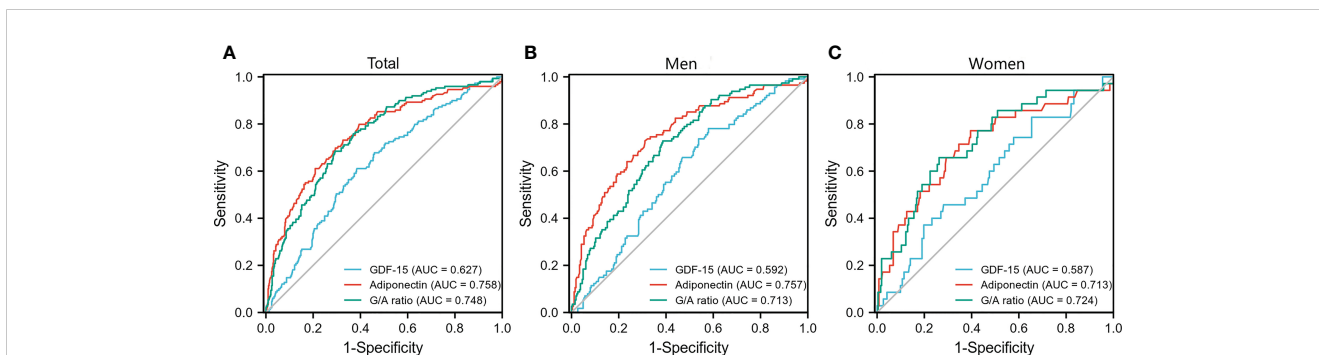 A
Total
1.0
0.8
0.6
0.4
0.2
0.0
Sensitivity
GDF-15 (AUC = 0.627)
Adiponectin (AUC = 0.758)
G/A ratio (AUC = 0.748)
0.0 0.2 0.4 0.6 0.8 1.0
1-Specificity
B
Men
1.0
0.8
0.6
0.4
0.2
0.0
Sensitivity
GDF-15 (AUC = 0.592)
Adiponectin (AUC = 0.757)
G/A ratio (AUC = 0.713)
0.0 0.2 0.4 0.6 0.8 1.0
1-Specificity
C
Women
1.0
0.8
0.6
0.4
0.2
0.0
Sensitivity
GDF-15 (AUC = 0.587)
Adiponectin (AUC = 0.713)
G/A ratio (AUC = 0.724)
0.0 0.2 0.4 0.6 0.8 1.0
1-Specificity